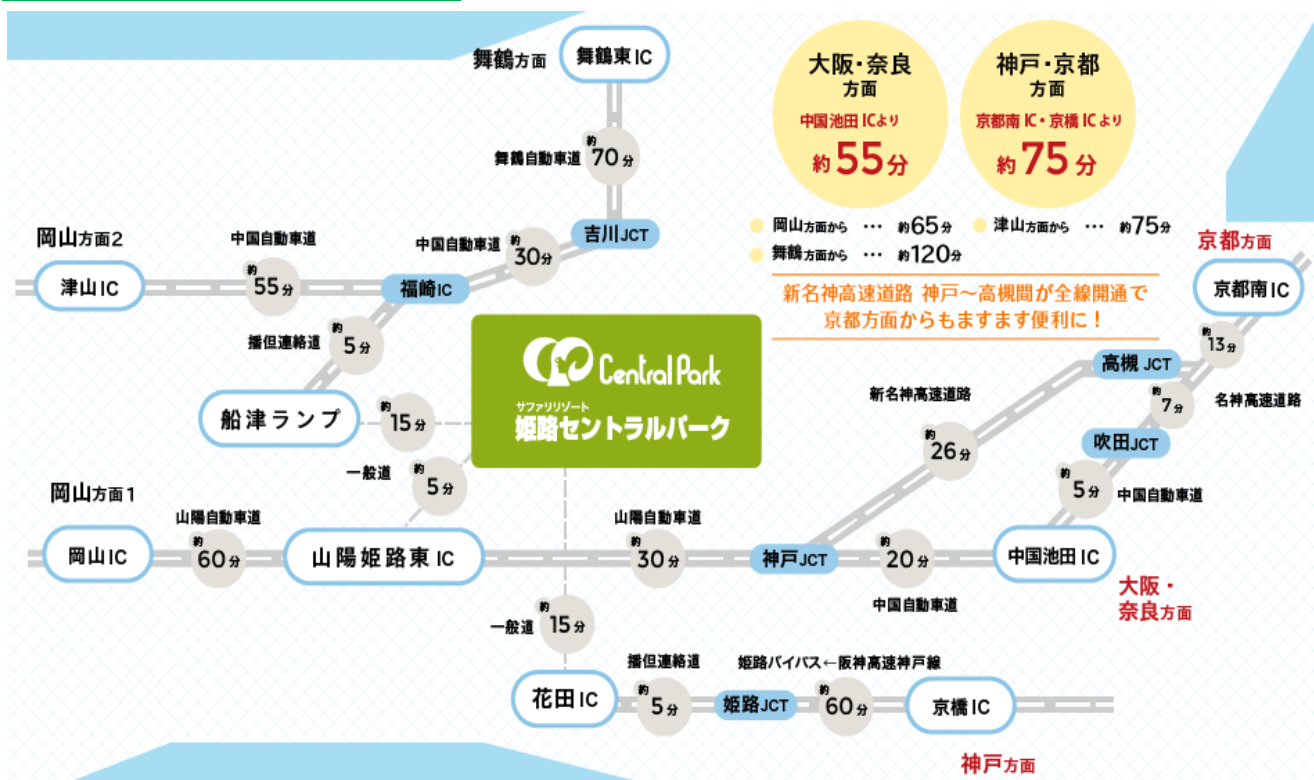 舞鶴方面
舞鶴東 IC
舞鶴自動車道
約70分
吉川JCT
大阪・奈良
方面
中国池田 ICより
約55分
神戸・京都
方面
京都南 IC・京橋 ICより
約75分
岡山方面から … 約65分
津山方面から … 約75分
舞鶴方面から … 約120分
新名神高速道路 神戸～高槻間が全線開通で
京都方面からもますます便利に！
岡山方面2
津山 IC
中国自動車道
約55分
福崎IC
中国自動車道
約30分
播但連絡道
約5分
船津ランプ
約15分
一般道
約5分
Central Park
サファリリゾート
姫路セントラルパーク
京都方面
京都南 IC
約13分
高槻 JCT
名神高速道路
約7分
吹田JCT
新名神高速道路
約26分
約5分
中国自動車道
岡山方面1
岡山 IC
山陽自動車道
約60分
山陽姫路東 IC
山陽自動車道
約30分
神戸JCT
約20分
中国自動車道
中国池田 IC
大阪・
奈良方面
一般道
約15分
花田 IC
播但連絡道
約5分
姫路JCT
姫路バイパス←阪神高速神戸線
約60分
京橋 IC
神戸方面